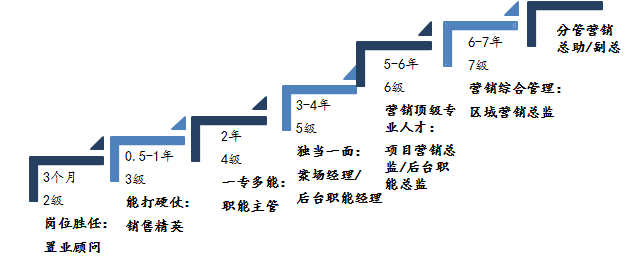 3个月
2级
岗位胜任：
置业顾问
0.5-1年
3级
能打硬仗：
销售精英
2年
4级
一专多能：
职能主管
3-4年
5级
独当一面：
案场经理/
后台职能经理
5-6年
6级
营销顶级专
业人才：
项目营销总
监/后台职
能总监
6-7年
7级
营销综合管理：
区域营销总监
分管营销
总助/副总